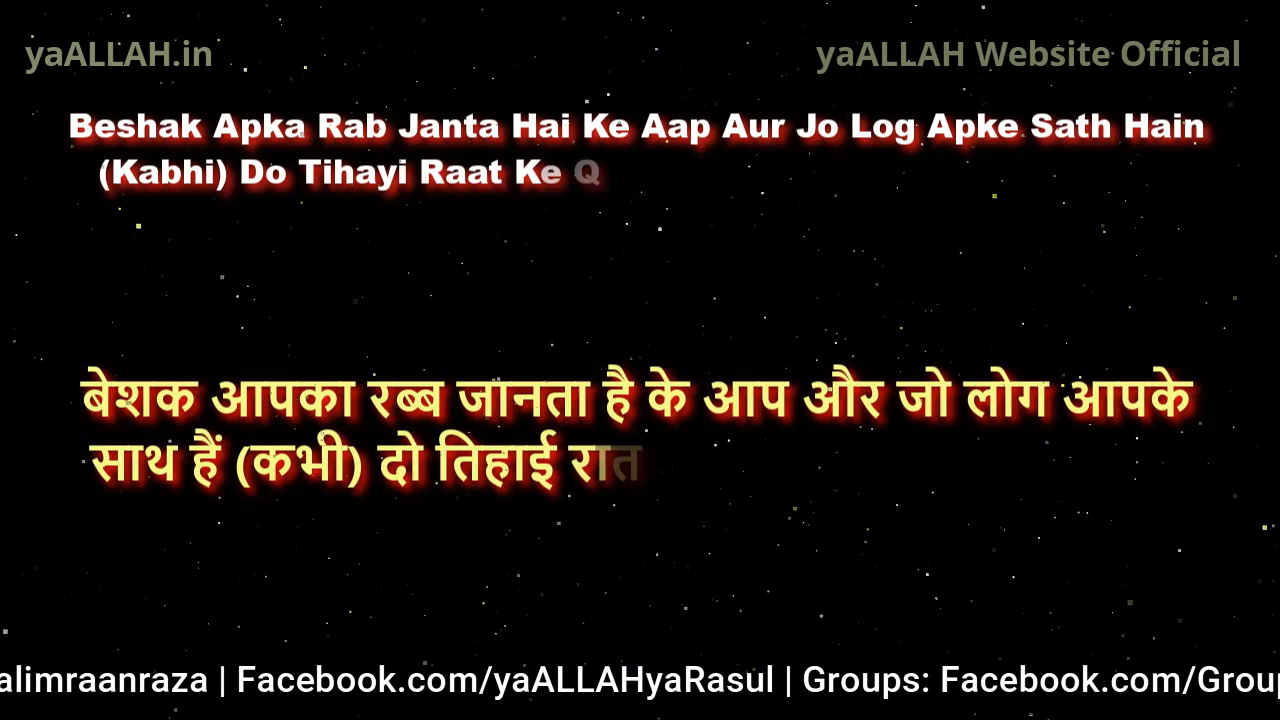 yaALLAH.in
yaALLAH Website Official
Beshak Apka Rab Janta Hai Ke Aap Aur Jo Log Apke Sath Hain
(Kabhi) Do Tihayi Raat Ke Q
बेशक आपका रब्ब जानता है के आप और जो लोग आपके
साथ हैं (कभी) दो तिहाई रात
alimraanraza | Facebook.com/yaALLAHyaRasul | Groups: Facebook.com/Grou